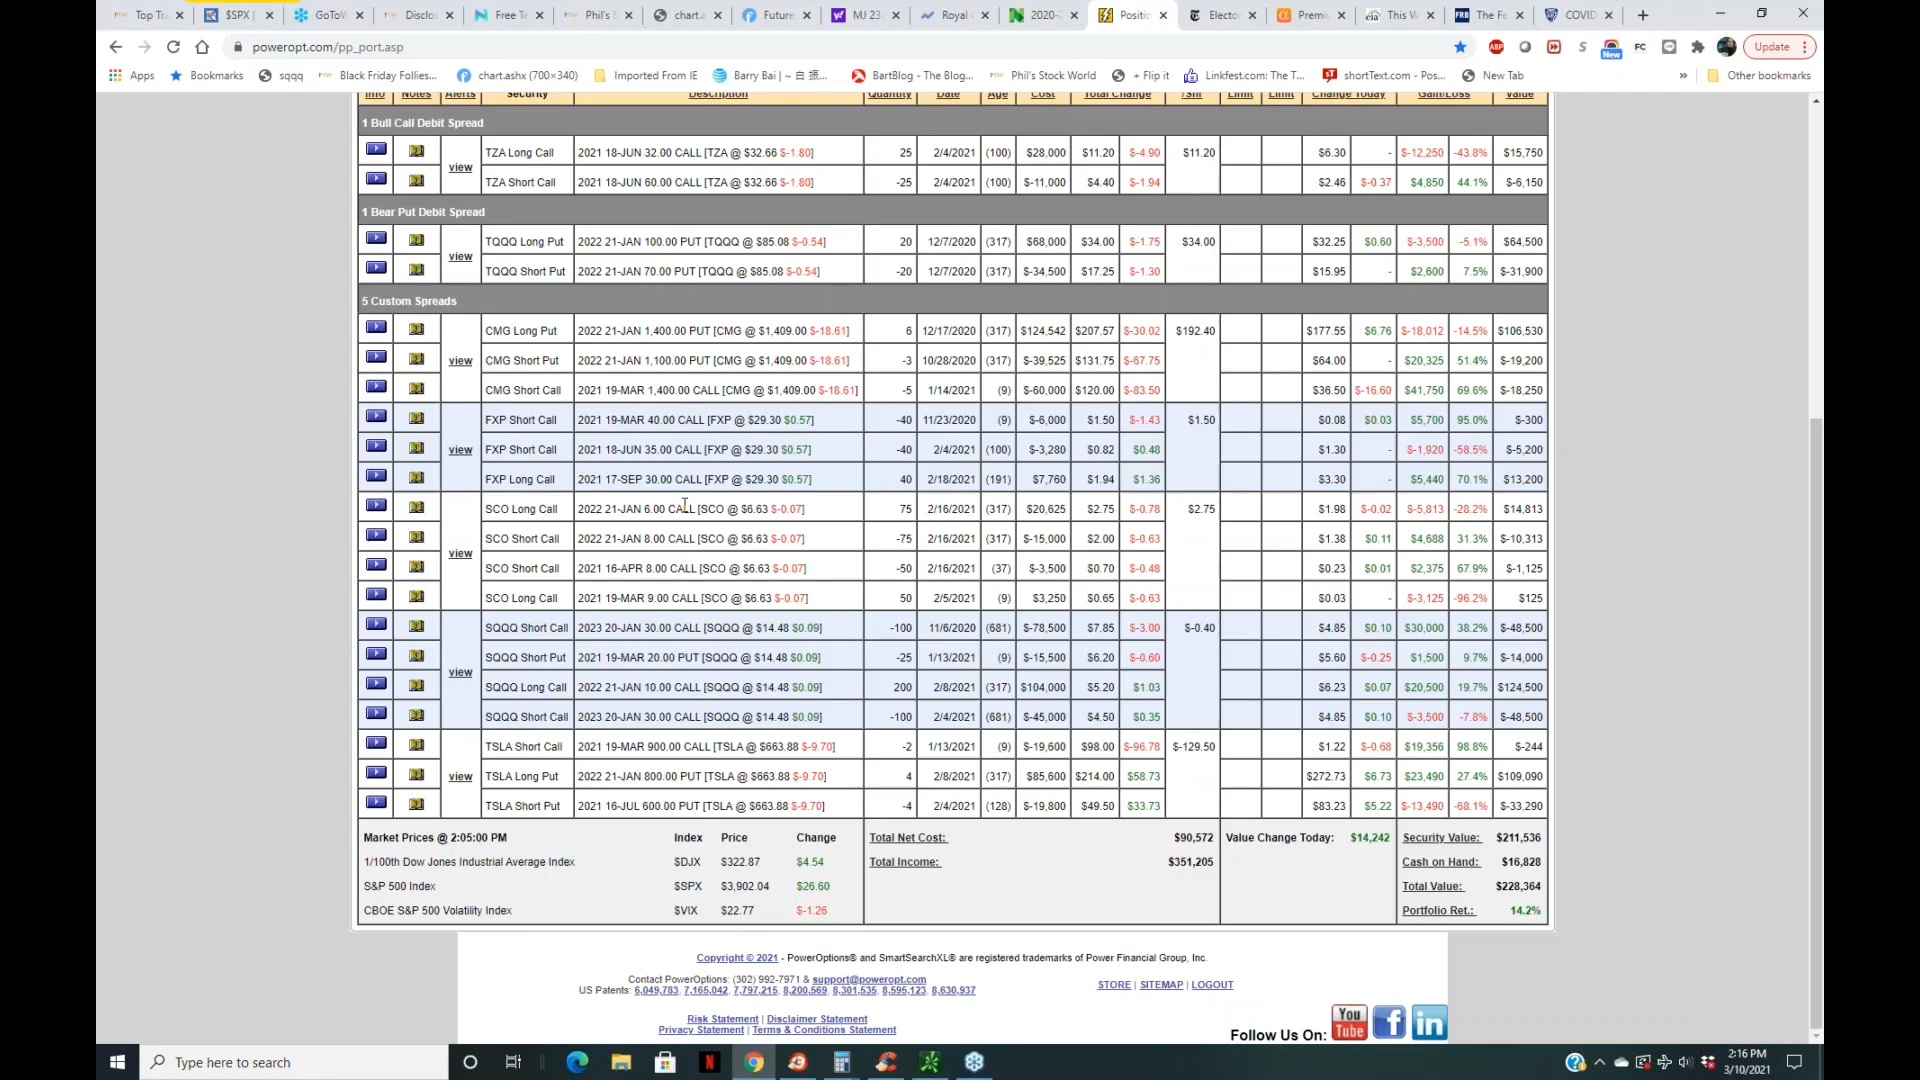 Top Tr
$SPX |
GoToW
Disclo
Free Te
Phil's S
chart.a
Future
MJ 23.
Royal (
2020-
Positio
Elector
Premi
This W
The Fe
COVID
poweropt.com/pp_port.asp
Update
Apps Bookmarks sqqq Black Friday Follies... chart.ashx (700×340) Imported From IE Barry Bai | ~ 白 振... BartBlog - The Blog... Phil's Stock World + Flip it Linkfest.com: The T... shortText.com - Pos... New Tab » Other bookmarks
Info Notes Alerts Security Description Quantity Date Age Cost Total Change /Shr Limit Limit Change Today Gain/Loss Value
1 Bull Call Debit Spread
TZA Long Call 2021 18-JUN 32.00 CALL [TZA @ $32.66 $-1.80] 25 2/4/2021 (100) $28,000 $11.20 $-4.90 $11.20 $6.30 - $-12,250 -43.8% $15,750
view
TZA Short Call 2021 18-JUN 60.00 CALL [TZA @ $32.66 $-1.80] -25 2/4/2021 (100) $-11,000 $4.40 $-1.94 $2.46 $-0.37 $4,850 44.1% $-6,150
1 Bear Put Debit Spread
TQQQ Long Put 2022 21-JAN 100.00 PUT [TQQQ @ $85.08 $-0.54] 20 12/7/2020 (317) $68,000 $34.00 $-1.75 $34.00 $32.25 $0.60 $-3,500 -5.1% $64,500
view
TQQQ Short Put 2022 21-JAN 70.00 PUT [TQQQ @ $85.08 $-0.54] -20 12/7/2020 (317) $-34,500 $17.25 $-1.30 $15.95 - $2,600 7.5% $-31,900
5 Custom Spreads
CMG Long Put 2022 21-JAN 1,400.00 PUT [CMG @ $1,409.00 $-18.61] 6 12/17/2020 (317) $124,542 $207.57 $-30.02 $192.40 $177.55 $6.76 $-18,012 -14.5% $106,530
view CMG Short Put 2022 21-JAN 1,100.00 PUT [CMG @ $1,409.00 $-18.61] -3 10/28/2020 (317) $-39,525 $131.75 $-67.75 $64.00 - $20,325 51.4% $-19,200
CMG Short Call 2021 19-MAR 1,400.00 CALL [CMG @ $1,409.00 $-18.61] -5 1/14/2021 (9) $-60,000 $120.00 $-83.50 $36.50 $-16.60 $41,750 69.6% $-18,250
FXP Short Call 2021 19-MAR 40.00 CALL [FXP @ $29.30 $0.57] -40 11/23/2020 (9) $-6,000 $1.50 $-1.43 $1.50 $0.08 $0.03 $5,700 95.0% $-300
view FXP Short Call 2021 18-JUN 35.00 CALL [FXP @ $29.30 $0.57] -40 2/4/2021 (100) $-3,280 $0.82 $0.48 $1.30 - $-1,920 -58.5% $-5,200
FXP Long Call 2021 17-SEP 30.00 CALL [FXP @ $29.30 $0.57] 40 2/18/2021 (191) $7,760 $1.94 $1.36 $3.30 - $5,440 70.1% $13,200
SCO Long Call 2022 21-JAN 6.00 CALL [SCO @ $6.63 $-0.07] 75 2/16/2021 (317) $20,625 $2.75 $-0.78 $2.75 $1.98 $-0.02 $-5,813 -28.2% $14,813
SCO Short Call 2022 21-JAN 8.00 CALL [SCO @ $6.63 $-0.07] -75 2/16/2021 (317) $-15,000 $2.00 $-0.63 $1.38 $0.11 $4,688 31.3% $-10,313
view
SCO Short Call 2021 16-APR 8.00 CALL [SCO @ $6.63 $-0.07] -50 2/16/2021 (37) $-3,500 $0.70 $-0.48 $0.23 $0.01 $2,375 67.9% $-1,125
SCO Long Call 2021 19-MAR 9.00 CALL [SCO @ $6.63 $-0.07] 50 2/5/2021 (9) $3,250 $0.65 $-0.63 $0.03 - $-3,125 -96.2% $125
SQQQ Short Call 2023 20-JAN 30.00 CALL [SQQQ @ $14.48 $0.09] -100 11/6/2020 (681) $-78,500 $7.85 $-3.00 $-0.40 $4.85 $0.10 $30,000 38.2% $-48,500
SQQQ Short Put 2021 19-MAR 20.00 PUT [SQQQ @ $14.48 $0.09] -25 1/13/2021 (9) $-15,500 $6.20 $-0.60 $5.60 $-0.25 $1,500 9.7% $-14,000
view
SQQQ Long Call 2022 21-JAN 10.00 CALL [SQQQ @ $14.48 $0.09] 200 2/8/2021 (317) $104,000 $5.20 $1.03 $6.23 $0.07 $20,500 19.7% $124,500
SQQQ Short Call 2023 20-JAN 30.00 CALL [SQQQ @ $14.48 $0.09] -100 2/4/2021 (681) $-45,000 $4.50 $0.35 $4.85 $0.10 $-3,500 -7.8% $-48,500
TSLA Short Call 2021 19-MAR 900.00 CALL [TSLA @ $663.88 $-9.70] -2 1/13/2021 (9) $-19,600 $98.00 $-96.78 $-129.50 $1.22 $-0.68 $19,356 98.8% $-244
view TSLA Long Put 2022 21-JAN 800.00 PUT [TSLA @ $663.88 $-9.70] 4 2/8/2021 (317) $85,600 $214.00 $58.73 $272.73 $6.73 $23,490 27.4% $109,090
TSLA Short Put 2021 16-JUL 600.00 PUT [TSLA @ $663.88 $-9.70] -4 2/4/2021 (128) $-19,800 $49.50 $33.73 $83.23 $5.22 $-13,490 -68.1% $-33,290
Market Prices @ 2:05:00 PM Index Price Change Total Net Cost: $90,572 Value Change Today: $14,242 Security Value: $211,536
1/100th Dow Jones Industrial Average Index $DJX $322.87 $4.54 Total Income: $351,205 Cash on Hand: $16,828
S&P 500 Index $SPX $3,902.04 $26.60 Total Value: $228,364
CBOE S&P 500 Volatility Index $VIX $22.77 $-1.26 Portfolio Ret.: 14.2%
Copyright © 2021 - PowerOptions® and SmartSearchXL® are registered trademarks of Power Financial Group, Inc.
Contact PowerOptions: (302) 992-7971 & support@poweropt.com
US Patents: 6,049,783, 7,165,042, 7,797,215, 8,200,569, 8,301,535, 8,595,123, 8,630,937
STORE | SITEMAP | LOGOUT
Risk Statement | Disclaimer Statement
Privacy Statement | Terms & Conditions Statement
Follow Us On: You Tube f in
Type here to search
2:16 PM
3/10/2021